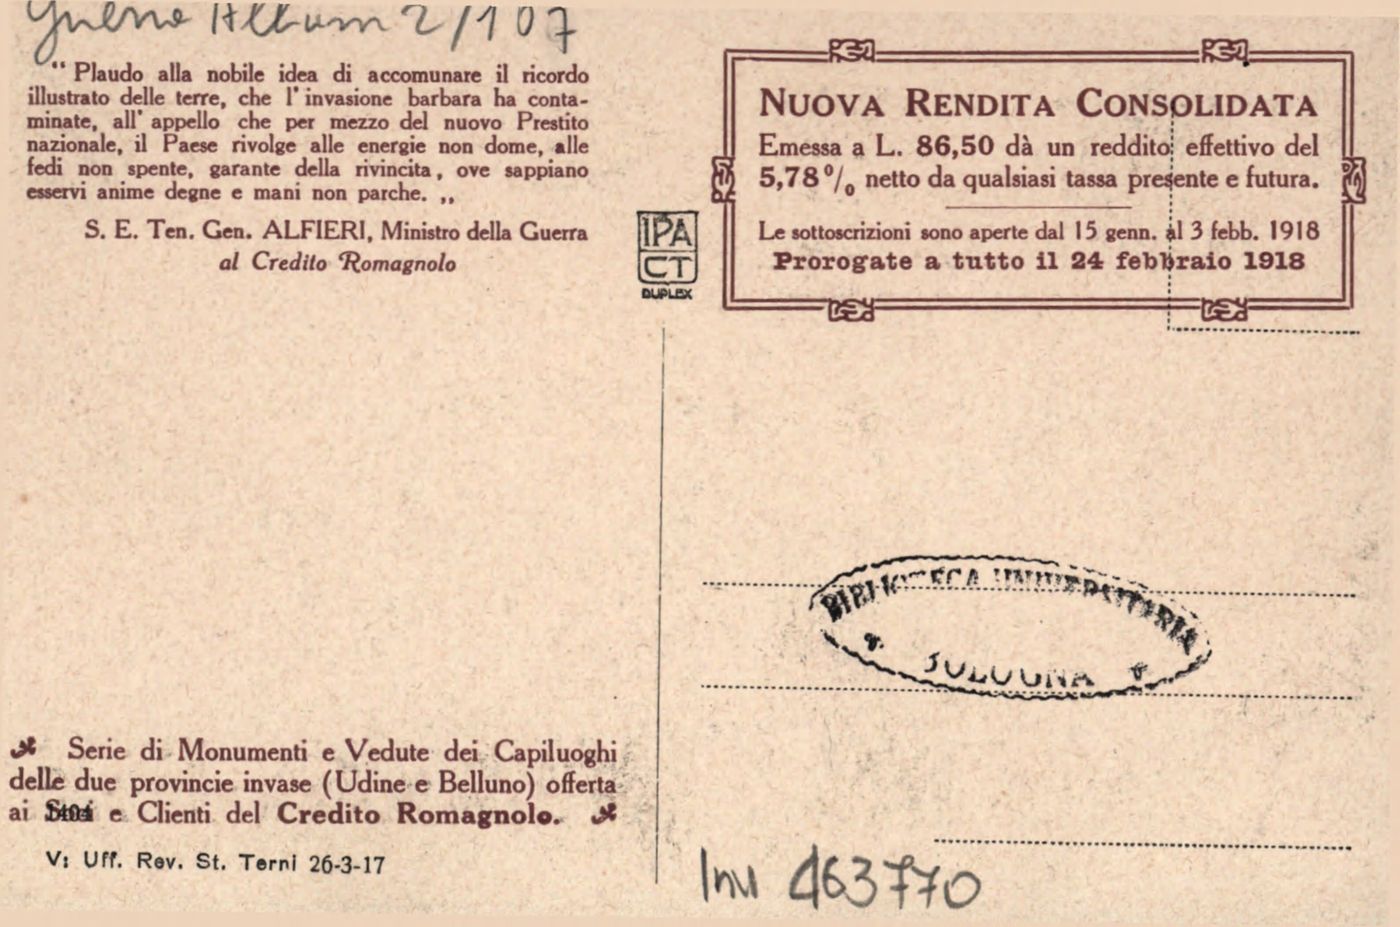 Guerra Album 2/107
“ Plaudo alla nobile idea di accomunare il ricordo
illustrato delle terre, che l' invasione barbara ha conta-
minate, all' appello che per mezzo del nuovo Prestito
nazionale, il Paese rivolge alle energie non dome, alle
fedi non spente, garante della rivincita, ove sappiano
esservi anime degne e mani non parche. „
S. E. Ten. Gen. ALFIERI, Ministro della Guerra
al Credito Romagnolo
IPA
CT
DUPLEX
NUOVA RENDITA CONSOLIDATA
Emessa a L. 86,50 dà un reddito effettivo del
5,78 % netto da qualsiasi tassa presente e futura.
Le sottoscrizioni sono aperte dal 15 genn. al 3 febb. 1918
Prorogate a tutto il 24 febbraio 1918
BIBLIOTECA UNIVERSITARIA
BOLOGNA
Serie di Monumenti e Vedute dei Capiluoghi
delle due provincie invase (Udine e Belluno) offerta
ai e Clienti del Credito Romagnolo.
V: Uff. Rev. St. Terni 26-3-17
Inv 463770